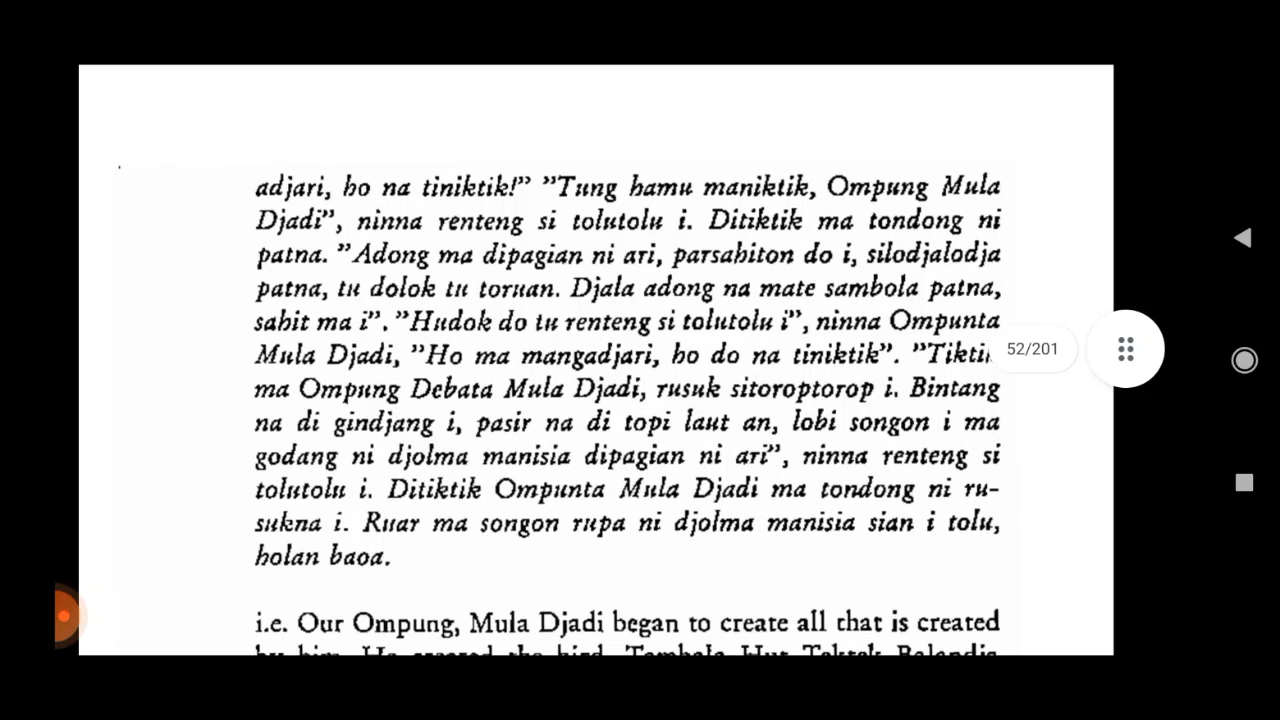 adjari, ho na tiniktik!” ”Tung hamu maniktik, Ompung Mula
Djadi”, ninna renteng si tolutolu i. Ditiktik ma tondong ni
patna. ”Adong ma dipagian ni ari, parsahiton do i, silodjalodja
patna, tu dolok tu toruan. Djala adong na mate sambola patna,
sahit ma i”. ”Hudok do tu renteng si tolutolu i”, ninna Ompunta
Mula Djadi, ”Ho ma mangadjari, ho do na tiniktik”. ”Tikti
52/201
ma Ompung Debata Mula Djadi, rusuk sitoroptorop i. Bintang
na di gindjang i, pasir na di topi laut an, lobi songon i ma
godang ni djolma manisia dipagian ni ari”, ninna renteng si
tolutolu i. Ditiktik Ompunta Mula Djadi ma tondong ni ru-
sukna i. Ruar ma songon rupa ni djolma manisia sian i tolu,
holan baoa.
i.e. Our Ompung, Mula Djadi began to create all that is created